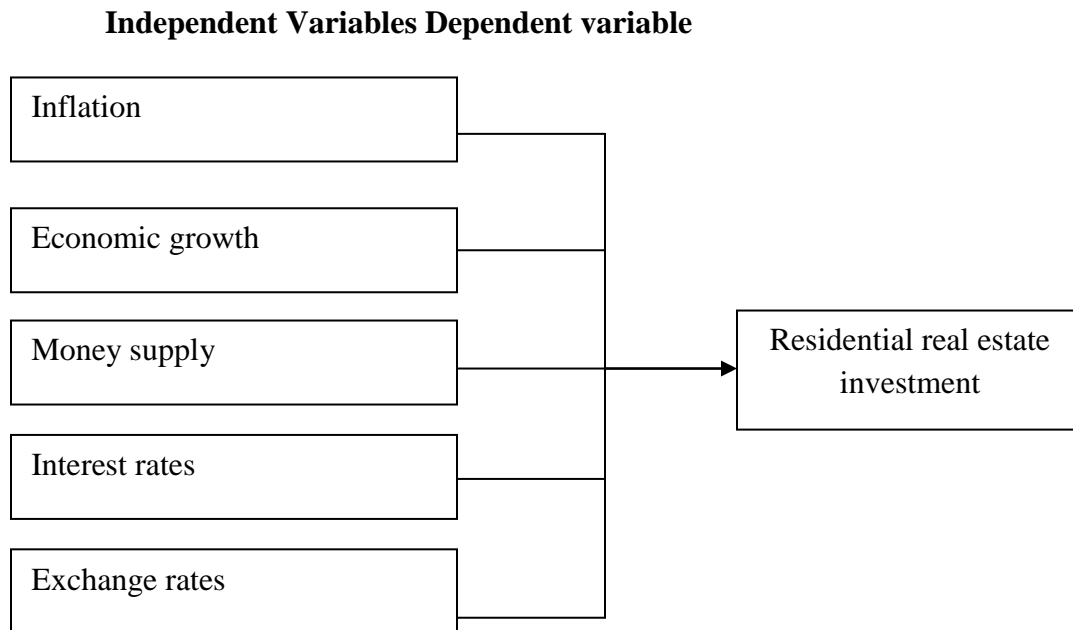 Independent Variables Dependent variable
Inflation
Economic growth
Money supply
Interest rates
Exchange rates
Residential real estate
investment